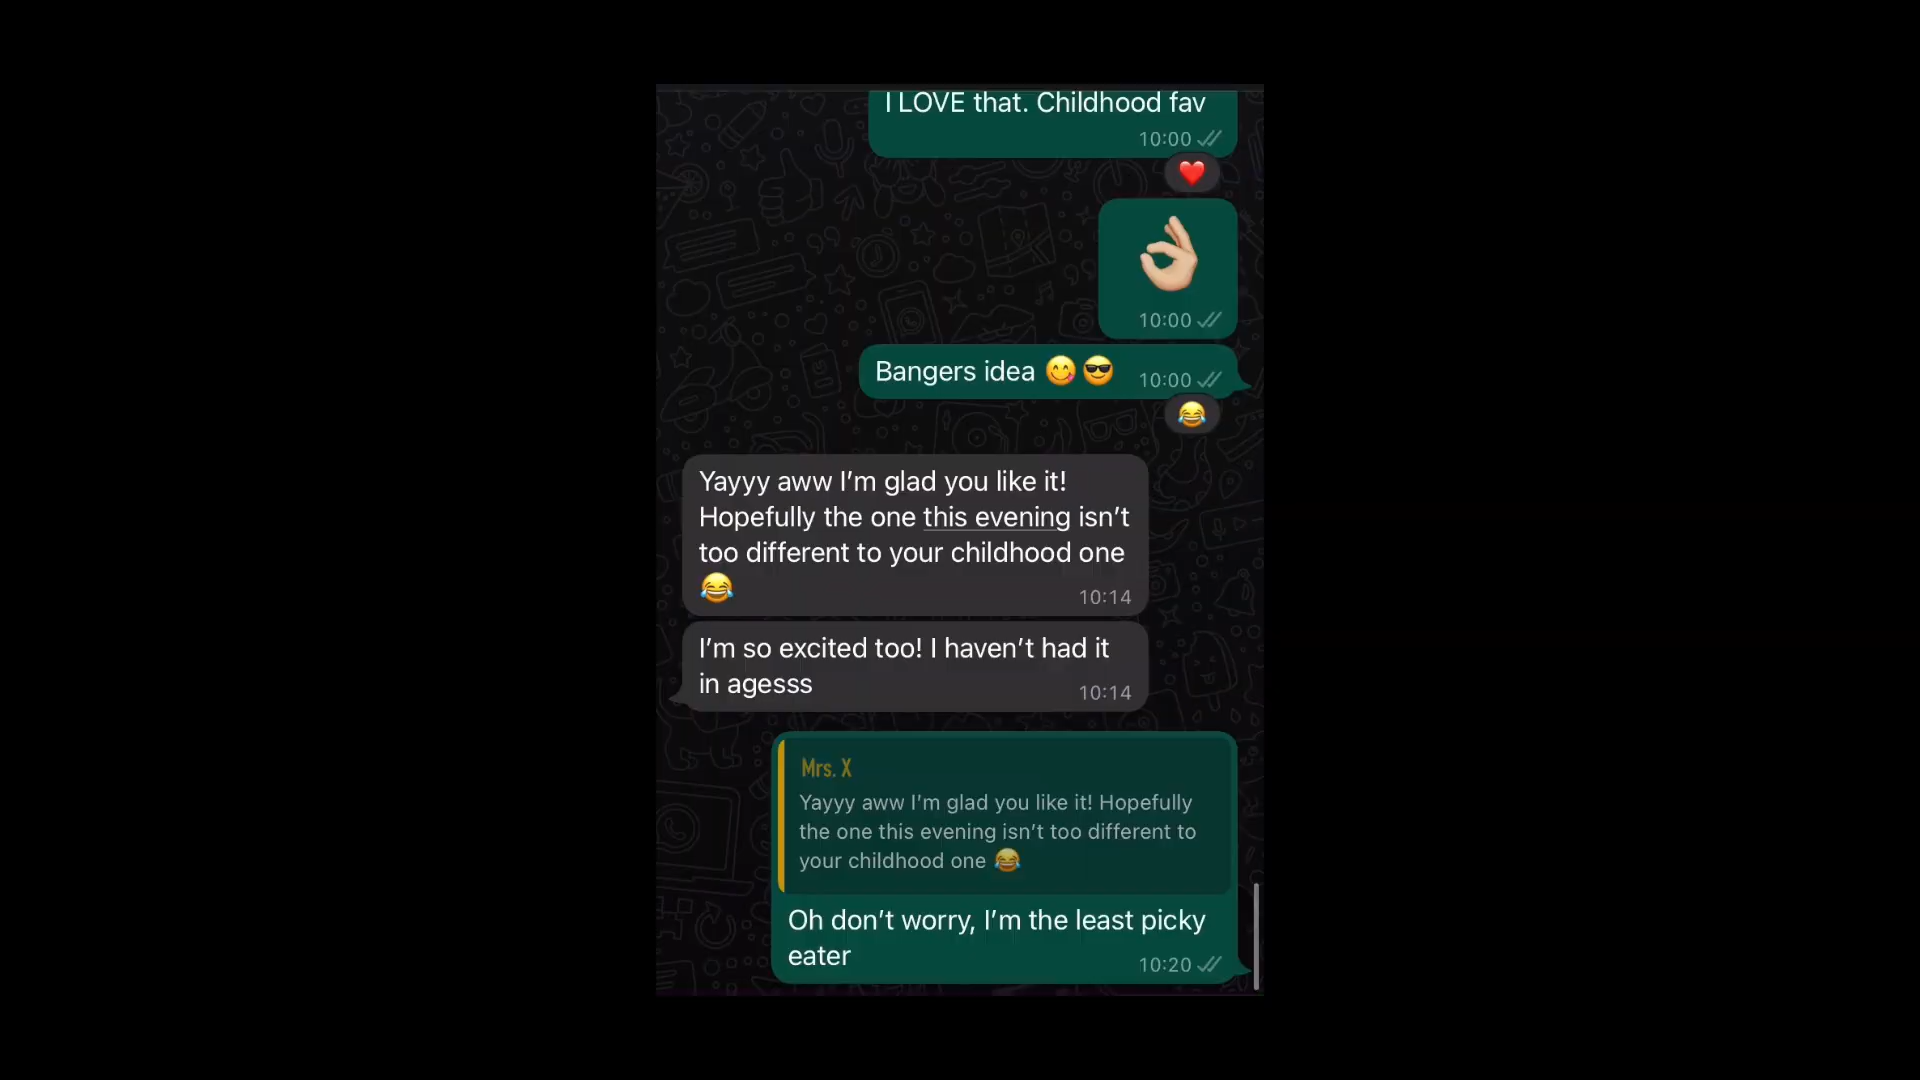 I LOVE that. Childhood fav
10:00
❤️
👌🏼
10:00
Bangers idea 😋 😎 10:00
😂
Yayyy aww I’m glad you like it!
Hopefully the one this evening isn’t
too different to your childhood one
😂 10:14
I’m so excited too! I haven’t had it
in agesss 10:14
Mrs. X
Yayyy aww I’m glad you like it! Hopefully
the one this evening isn’t too different to
your childhood one 😂
Oh don’t worry, I’m the least picky
eater 10:20